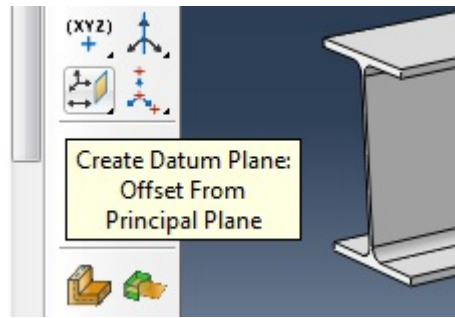 (XYZ)
Create Datum Plane:
Offset From
Principal Plane